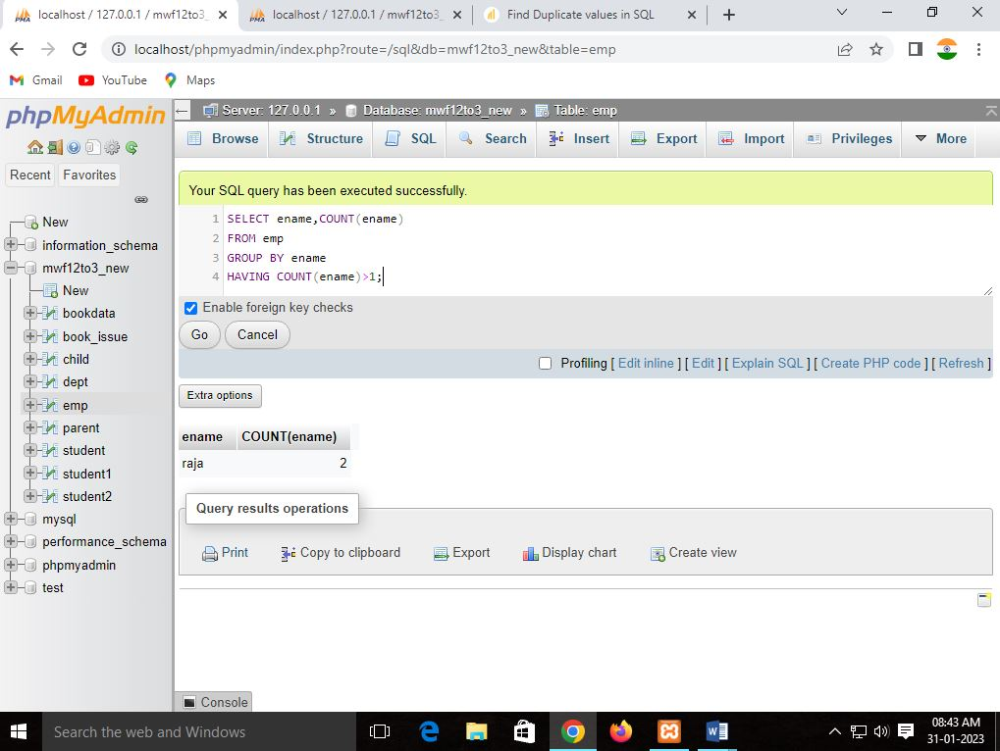 localhost / 127.0.0.1 / mwf12to3_
localhost / 127.0.0.1 / mwf12to3_
Find Duplicate values in SQL
localhost/phpmyadmin/index.php?route=/sql&db=mwf12to3_new&table=emp
Gmail YouTube Maps
phpMyAdmin
Recent Favorites
New
information_schema
mwf12to3_new
New
bookdata
book_issue
child
dept
emp
parent
student
student1
student2
mysql
performance_schema
phpmyadmin
test
Server: 127.0.0.1 » Database: mwf12to3_new » Table: emp
Browse Structure SQL Search Insert Export Import Privileges More
Your SQL query has been executed successfully.
1 SELECT ename,COUNT(ename)
2 FROM emp
3 GROUP BY ename
4 HAVING COUNT(ename)>1;
Enable foreign key checks
Go Cancel
Profiling [ Edit inline ] [ Edit ] [ Explain SQL ] [ Create PHP code ] [ Refresh ]
Extra options
ename COUNT(ename)
raja 2
Query results operations
Print Copy to clipboard Export Display chart Create view
Console
Search the web and Windows
08:43 AM
31-01-2023